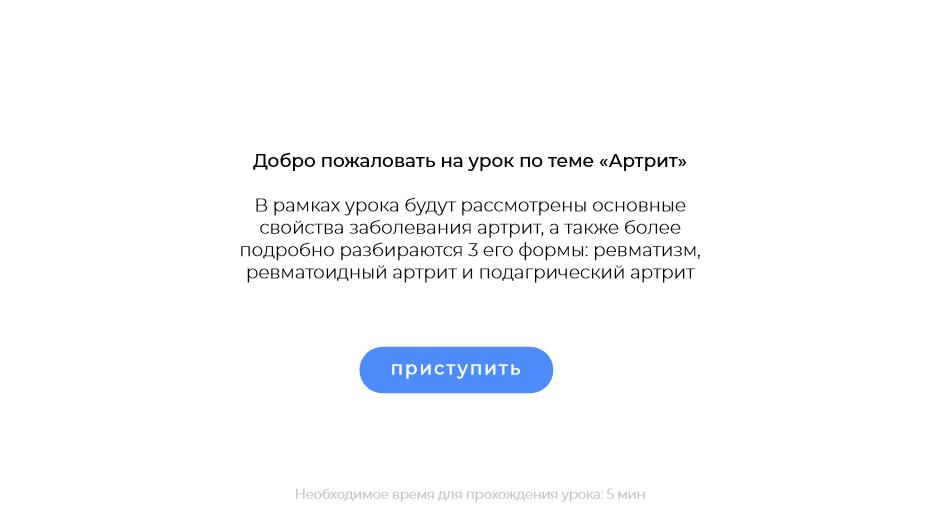 Добро пожаловать на урок по теме «Артрит»
В рамках урока будут рассмотрены основные
свойства заболевания артрит, а также более
подробно разбираются 3 его формы: ревматизм,
ревматоидный артрит и подагрический артрит
приступить
Необходимое время для прохождения урока: 5 мин